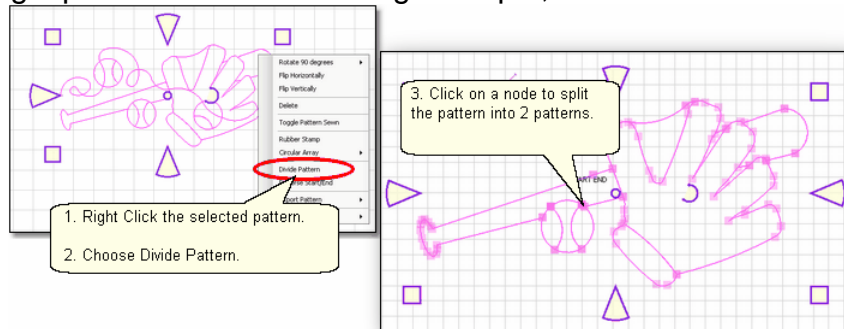 Rotate 90 degrees
Flip Horizontally
Flip Vertically
Delete
Toggle Pattern Sewn
Rubber Stamp
Circular Array
Divide Pattern
Start/End
Pattern
1. Right Click the selected pattern.
2. Choose Divide Pattern.
3. Click on a node to split
the pattern into 2 patterns.
END